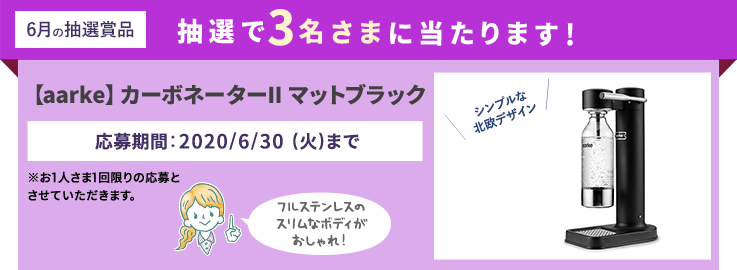 6月の抽選賞品
抽選で3名さまに当たります！
【aarke】カーボネーターII マットブラック
応募期間：2020/6/30（火）まで
※お1人さま1回限りの応募と
させていただきます。
フルステンレスの
スリムなボディが
おしゃれ！
シンプルな
北欧デザイン
aarke